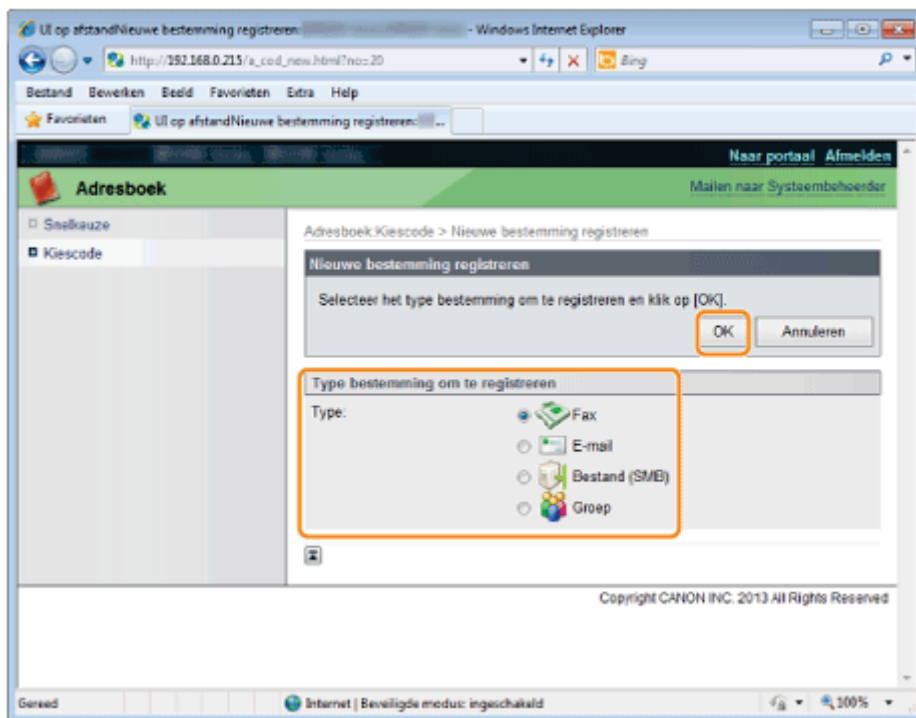 UI op afstandNieuwe bestemming registreren: - Windows Internet Explorer
http://192.168.0.215/a_cod_new.html?no=20
Bing
Bestand Bewerken Beeld Favorieten Extra Help
Favorieten
UI op afstandNieuwe bestemming registreren: ...
Naar portaal Afmelden
Adresboek
Mailen naar Systeembeheerder
Snelkeuze
Kiescode
Adresboek:Kiescode > Nieuwe bestemming registreren
Nieuwe bestemming registreren
Selecteer het type bestemming om te registreren en klik op [OK].
OK Annuleren
Type bestemming om te registreren
Type:
Fax
E-mail
Bestand (SMB)
Groep
Copyright CANON INC. 2013 All Rights Reserved
Gereed
Internet | Beveiligde modus: ingeschakeld
100%